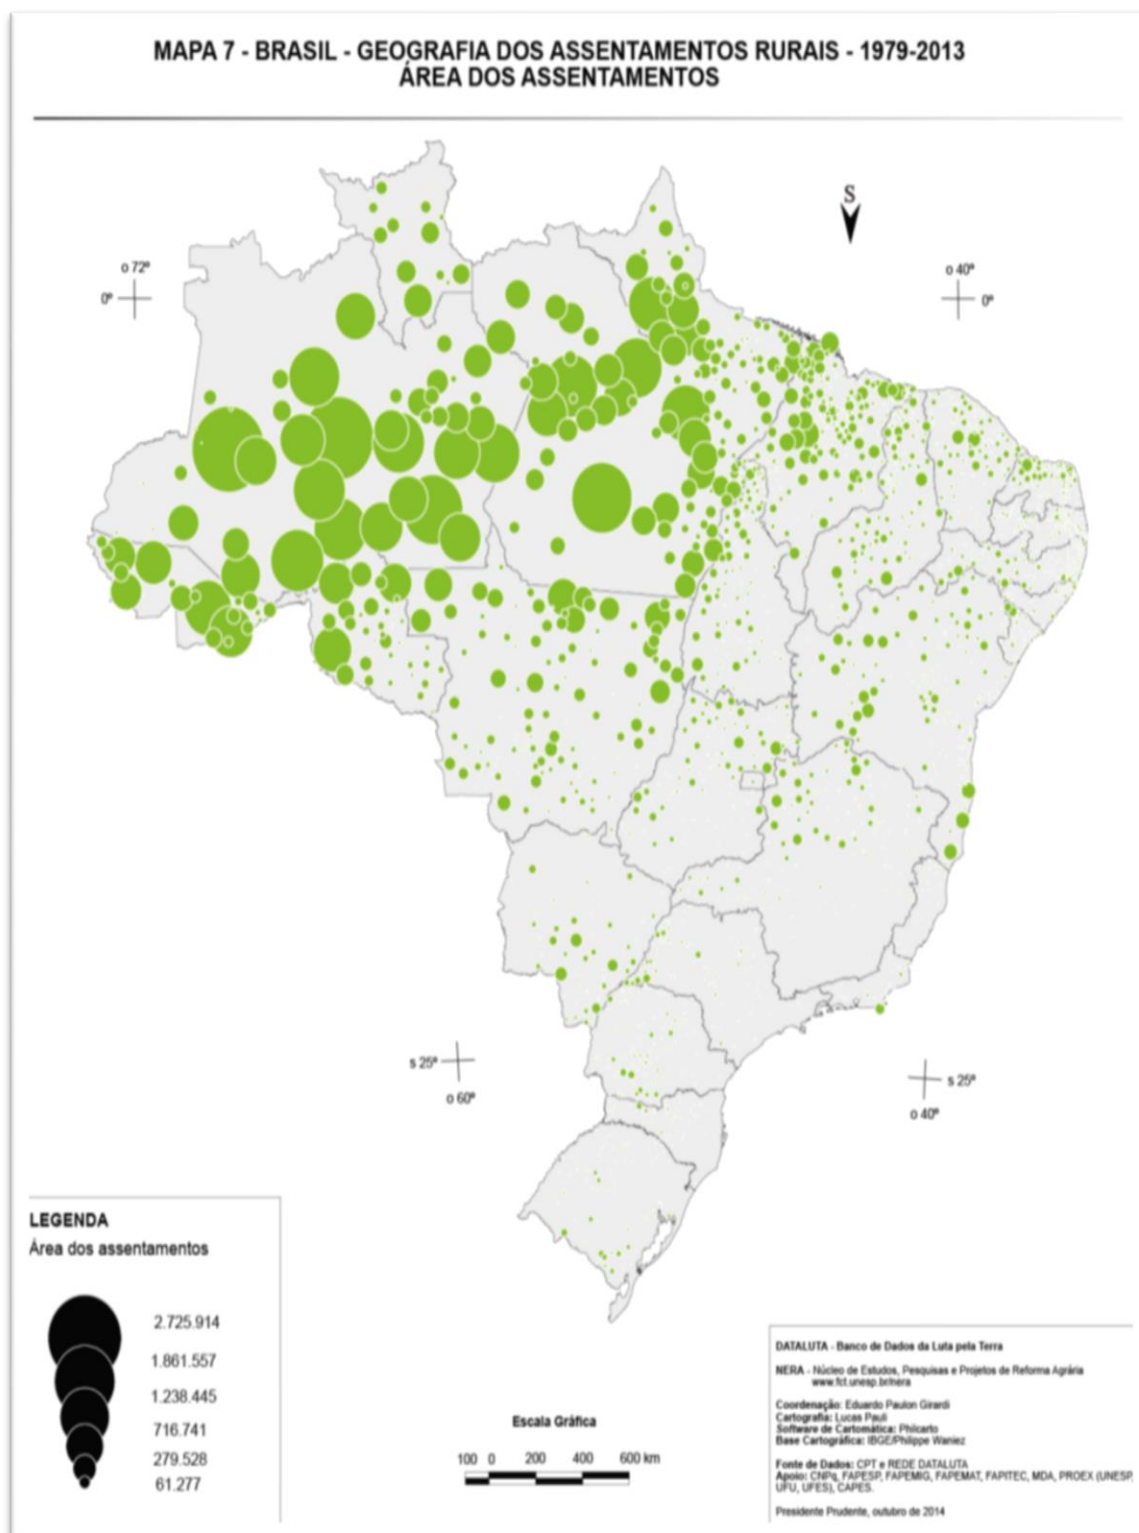 MAPA 7 - BRASIL - GEOGRAFIA DOS ASSENTAMENTOS RURAIS - 1979-2013
ÁREA DOS ASSENTAMENTOS
S
o 72º
0º
o 40º
0º
s 25º
o 60º
s 25º
o 40º
LEGENDA
Área dos assentamentos
2.725.914
1.861.557
1.238.445
716.741
279.528
61.277
Escala Gráfica
100 0 200 400 600 km
DATALUTA - Banco de Dados da Luta pela Terra
NERA - Núcleo de Estudos, Pesquisas e Projetos de Reforma Agrária
www.fct.unesp.br/nera
Coordenação: Eduardo Paulon Girardi
Cartografia: Lucas Pauli
Software de Cartomática: Philcarto
Base Cartográfica: IBGE/Philippe Waniez
Fonte de Dados: CPT e REDE DATALUTA
Apoio: CNPq, FAPESP, FAPEMIG, FAPEMAT, FAPITEC, MDA, PROEX (UNESP,
UFU, UFES), CAPES.
Presidente Prudente, outubro de 2014